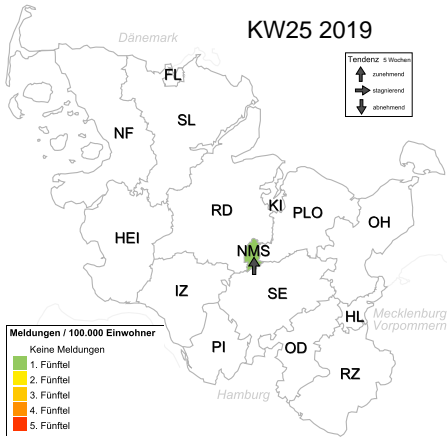 KW25 2019
Dänemark
Tendenz 5 Wochen
zunehmend
stagnierend
abnehmend
FL
SL
NF
KI
RD
PLO
OH
HEI
NMS
IZ
SE
Mecklenburg
Vorpommern
HL
PI
OD
RZ
Hamburg
Meldungen / 100.000 Einwohner
Keine Meldungen
1. Fünftel
2. Fünftel
3. Fünftel
4. Fünftel
5. Fünftel